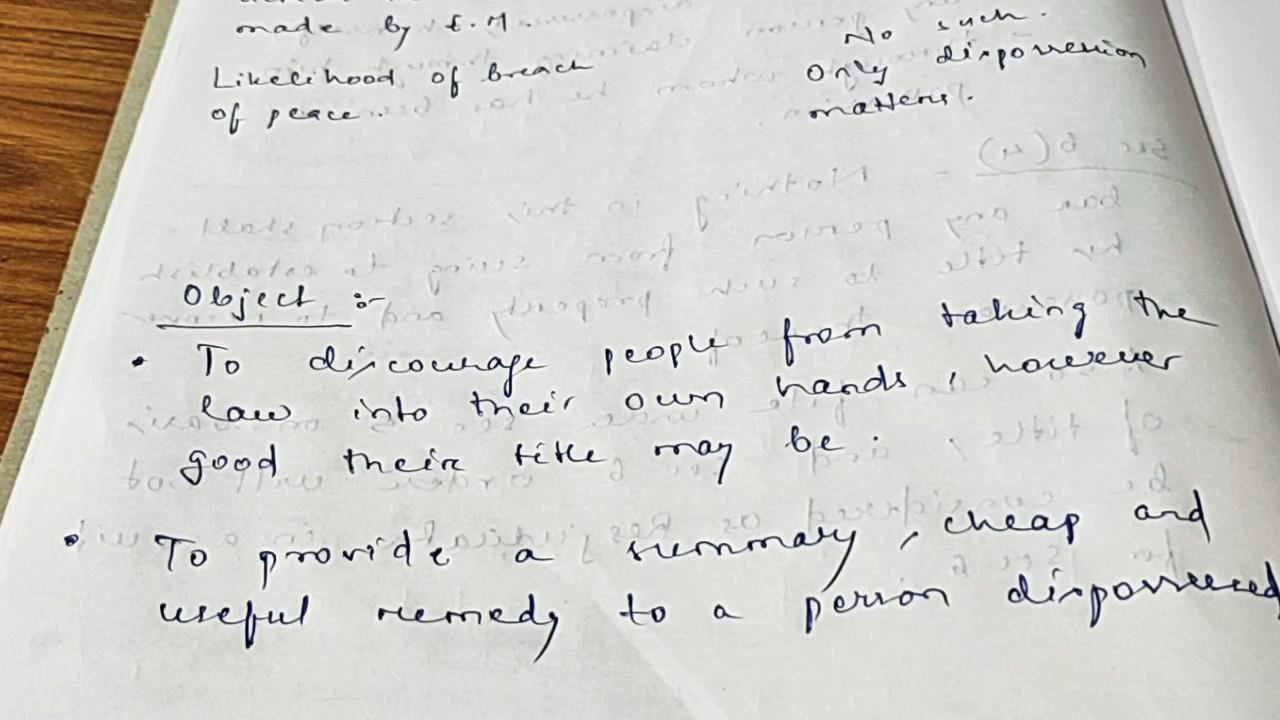 made by E.M.
No such.
Likelihood of breach
Only dispossession
of peace.
matters.
Object :-
• To discourage people from taking the
law into their own hands, however
good their title may be.
• To provide a summary, cheap and
useful remedy to a person dispossessed